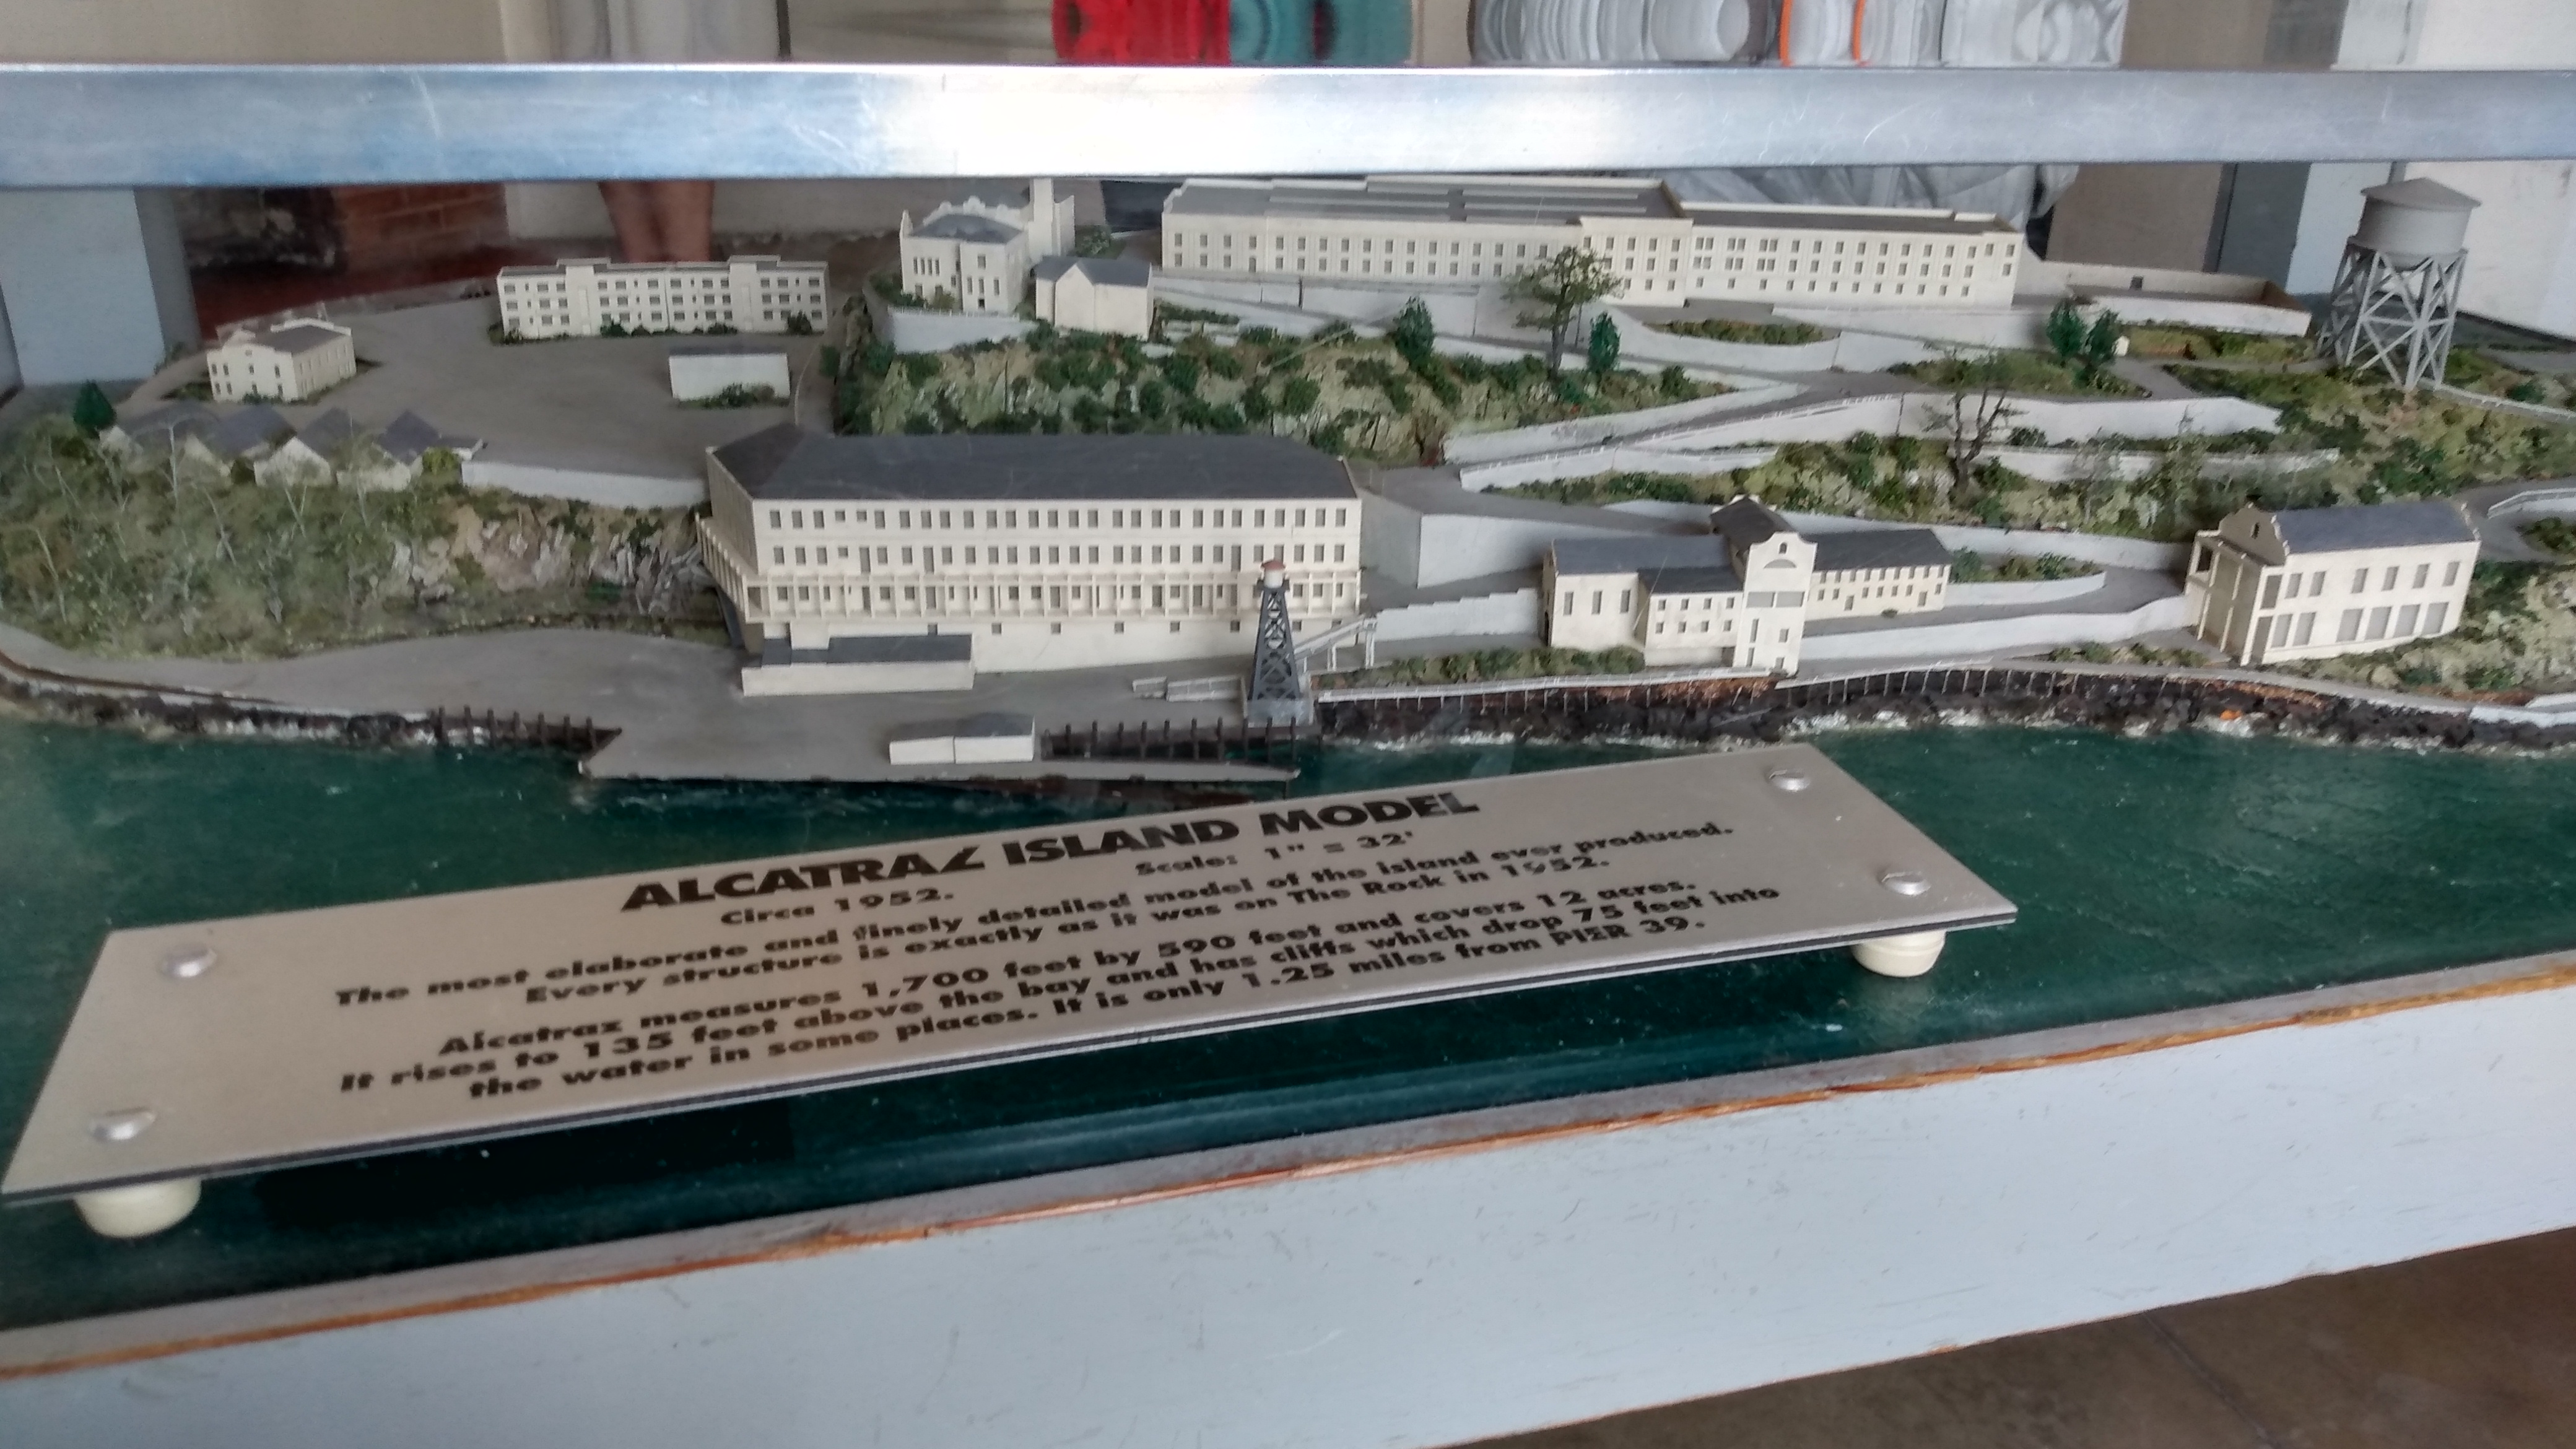 ALCATRAZ ISLAND MODEL
Circa 1952. Scale: 1" = 32'
The most elaborate and finely detailed model of the island ever produced.
Every structure is exactly as it was on The Rock in 1952.
Alcatraz measures 1,700 feet by 590 feet and covers 12 acres.
It rises to 135 feet above the bay and has cliffs which drop 75 feet into
the water in some places. It is only 1.25 miles from PIER 39.